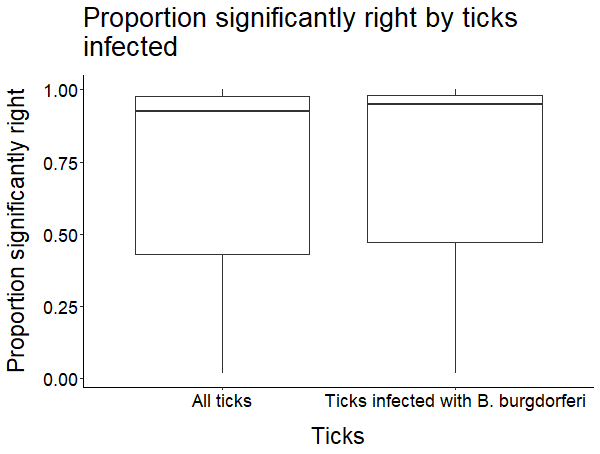 Proportion significantly right by ticks
infected
Proportion significantly right
1.00
0.75
0.50
0.25
0.00
All ticks
Ticks infected with B. burgdorferi
Ticks